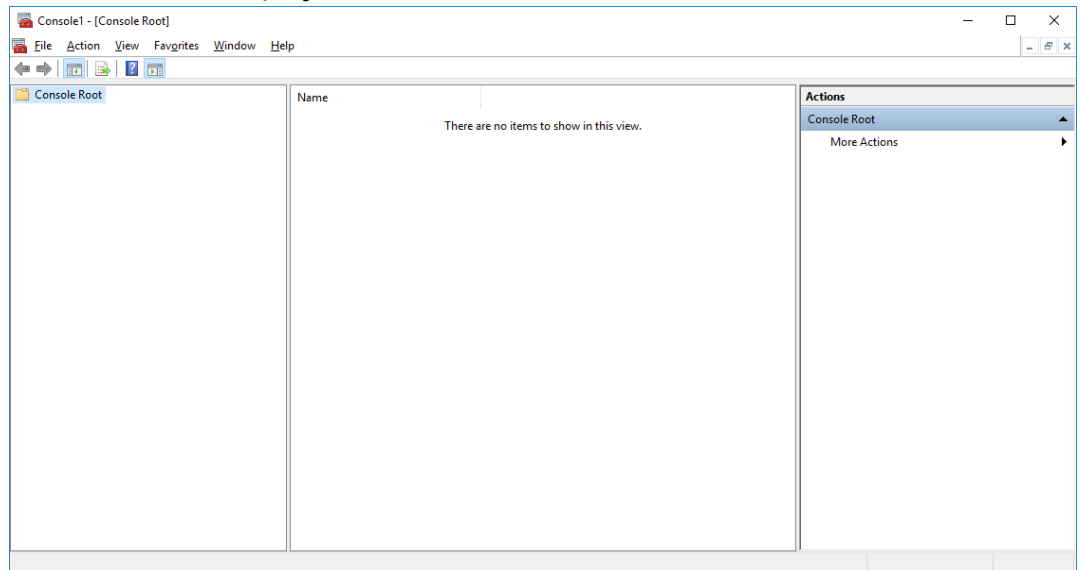 Console1 - [Console Root]
File Action View Favorites Window Help
Console Root
Name
There are no items to show in this view.
Actions
Console Root
More Actions